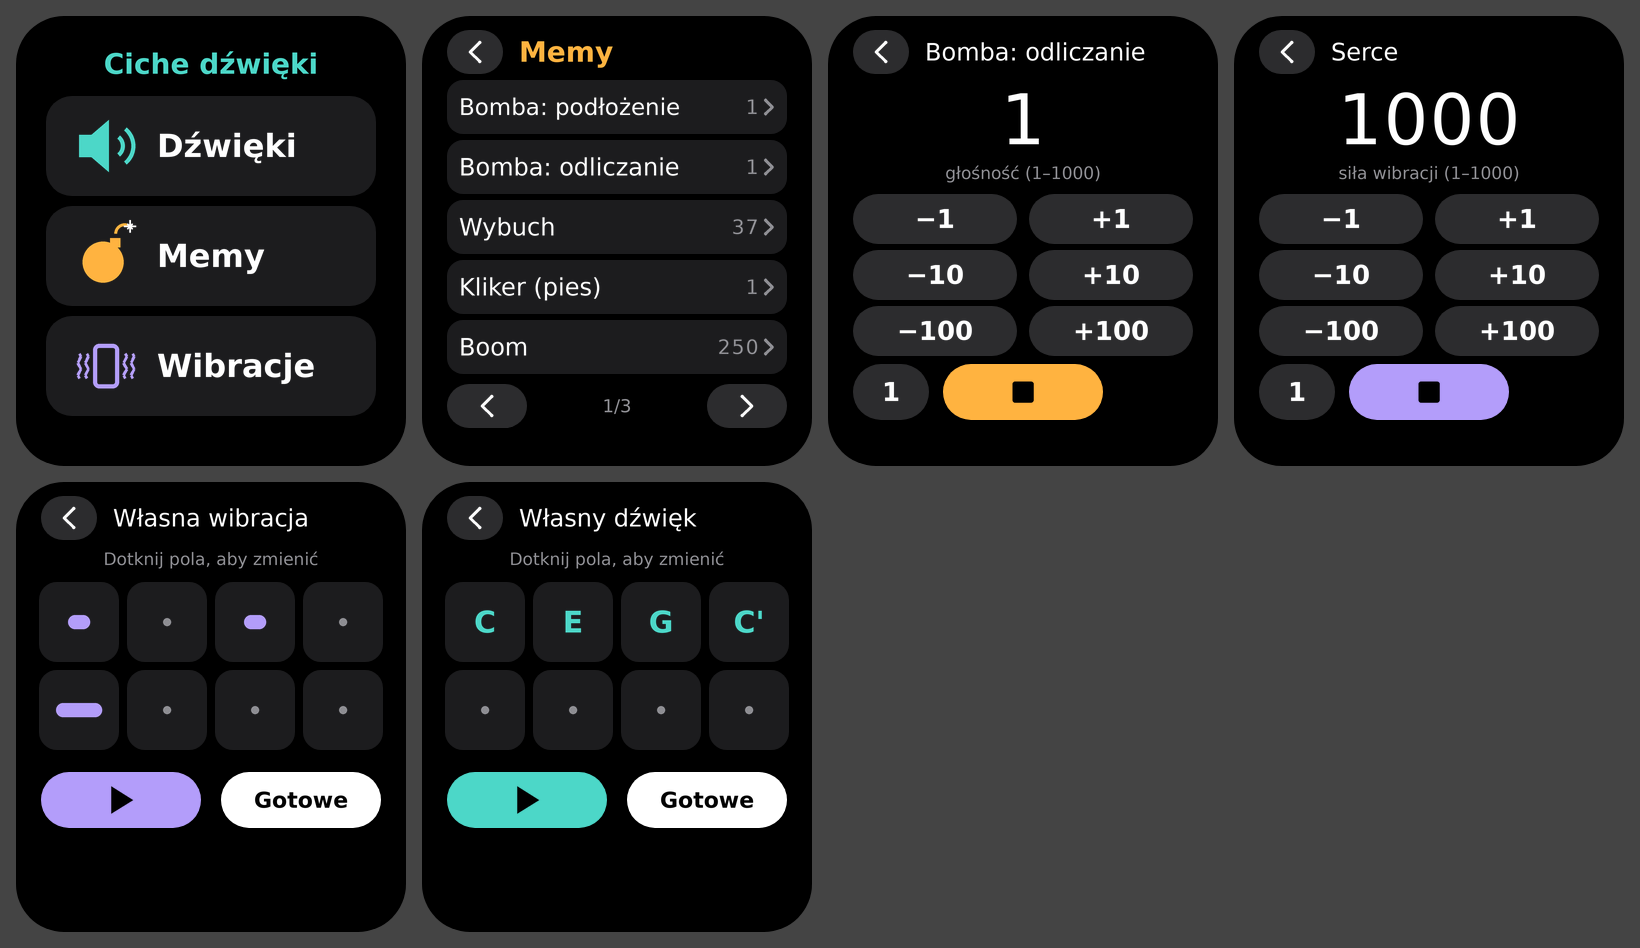 Ciche dźwięki
Dźwięki
Memy
Wibracje
Memy
Bomba: podłożenie 1
Bomba: odliczanie 1
Wybuch 37
Kliker (pies) 1
Boom 250
1/3
Bomba: odliczanie
1
głośność (1–1000)
−1 +1
−10 +10
−100 +100
1
Serce
1000
siła wibracji (1–1000)
−1 +1
−10 +10
−100 +100
1
Własna wibracja
Dotknij pola, aby zmienić
Gotowe
Własny dźwięk
Dotknij pola, aby zmienić
C E G C'
Gotowe